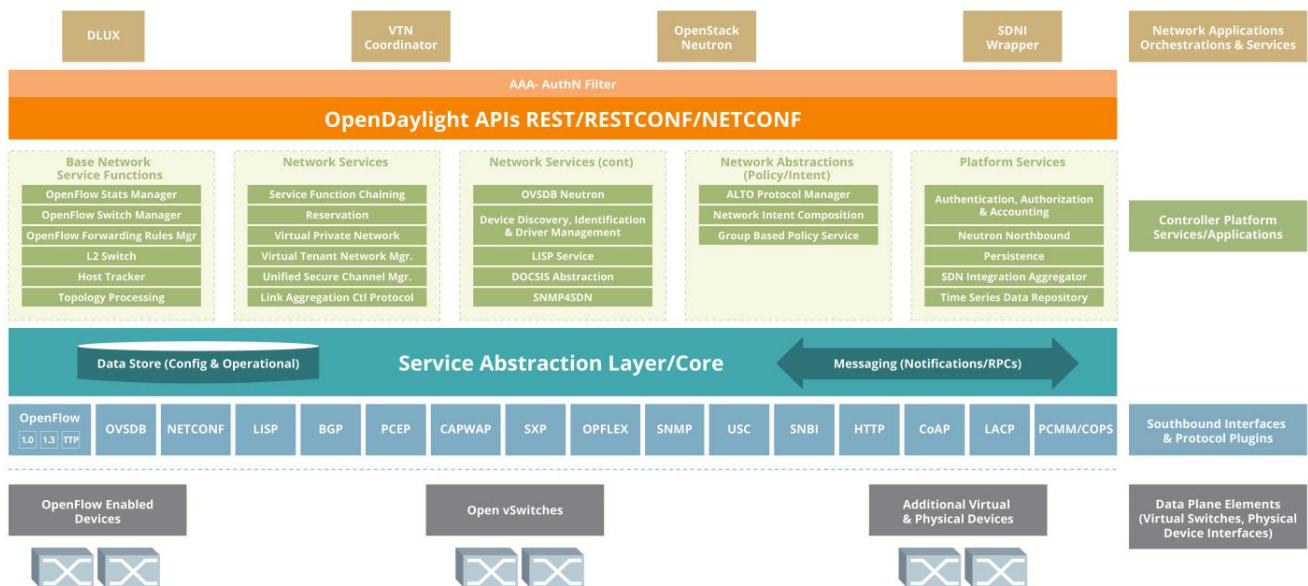 DLUX
VTN
Coordinator
OpenStack
Neutron
SDNI
Wrapper
Network Applications
Orchestrations & Services
AAA- AuthN Filter
OpenDaylight APIs REST/RESTCONF/NETCONF
Base Network
Service Functions
OpenFlow Stats Manager
OpenFlow Switch Manager
OpenFlow Forwarding Rules Mgr
L2 Switch
Host Tracker
Topology Processing
Network Services
Service Function Chaining
Reservation
Virtual Private Network
Virtual Tenant Network Mgr.
Unified Secure Channel Mgr.
Link Aggregation Ctl Protocol
Network Services (cont)
OVSDB Neutron
Device Discovery, Identification
& Driver Management
LISP Service
DOCSIS Abstraction
SNMP4SDN
Network Abstractions
(Policy/Intent)
ALTO Protocol Manager
Network Intent Composition
Group Based Policy Service
Platform Services
Authentication, Authorization
& Accounting
Neutron Northbound
Persistence
SDN Integration Aggregator
Time Series Data Repository
Controller Platform
Services/Applications
Data Store (Config & Operational)
Service Abstraction Layer/Core
Messaging (Notifications/RPCs)
OpenFlow
1.0 1.3 TTP
OVSDB
NETCONF
LISP
BGP
PCEP
CAPWAP
SXP
OPFLEX
SNMP
USC
SNBI
HTTP
CoAP
LACP
PCMM/COPS
Southbound Interfaces
& Protocol Plugins
OpenFlow Enabled
Devices
Open vSwitches
Additional Virtual
& Physical Devices
Data Plane Elements
(Virtual Switches, Physical
Device Interfaces)